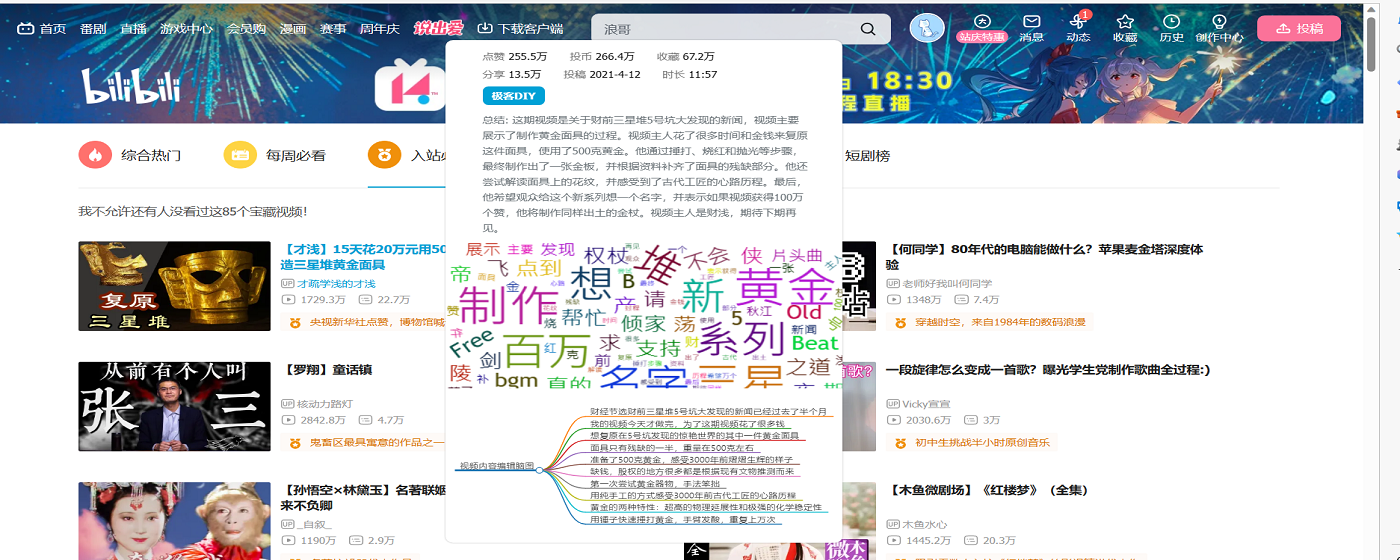 首页 番剧 直播 游戏中心 会员购 漫画 赛事 周年庆 说出爱 下载客户端
浪哥
站庆特惠 消息 1 动态 收藏 历史 创作中心 投稿
bilibili
14
18:30
程直播
综合热门 每周必看
短剧榜
我不允许还有人没看过这85个宝藏视频!
点赞 255.5万 投币 266.4万 收藏 67.2万
分享 13.5万 投稿 2021-4-12 时长 11:57
极客DIY
总结: 这期视频是关于财前三星堆5号坑大发现的新闻，视频主要
展示了制作黄金面具的过程。视频主人花了很多时间和金钱来复原
这件面具，使用了500克黄金。他通过捶打、烧红和抛光等步骤，
最终制作出了一张金板，并根据资料补齐了面具的残缺部分。他还
尝试解读面具上的花纹，并感受到了古代工匠的心路历程。最后，
他希望观众给这个新系列想一个名字，并表示如果视频获得100万
个赞，他将制作同样出土的金杖。视频主人是财浅，期待下期再
见。
展示 主要 发现 权杖 堆 不会 侠 片头曲
帝 飞 点到 想 B 新 黄金
金 制作 产 请 Old
帮忙 倾家 荡 5 秋江
Free 烧 系列 新闻 Beat
剑 百万 红 克 求 前 支持 财 之道
陵 补 bgm 真的 名字 三星
视频内容编辑脑图
财经节选财前三星堆5号坑大发现的新闻已经过去了半个月
我的视频今天才做完，为了这期视频花了很多钱
想复原在5号坑发现的惊艳世界的其中一件黄金面具
面具只有残缺的一半，重量在500克左右
准备了500克黄金，感受3000年前熠熠生辉的样子
缺钱，股权的地方很多都是根据现有文物推测而来
第一次尝试黄金器物，手法笨拙
用纯手工的方式感受3000年前古代工匠的心路历程
黄金的两种特性：超高的物理延展性和极强的化学稳定性
用锤子快速捶打黄金，手臂发酸，重复上万次
复原
三星堆
【才浅】15天花20万元用50
造三星堆黄金面具
UP 才疏学浅的才浅
1729.3万 22.7万
央视新华社点赞，博物馆喊
【何同学】80年代的电脑能做什么？苹果麦金塔深度体
验
UP 老师好我叫何同学
1348万 7.4万
穿越时空，来自1984年的数码浪漫
从前有个人叫
张三
【罗翔】童话镇
UP 核动力路灯
2842.8万 4.7万
鬼畜区最具寓意的作品之一
首歌?
一段旋律怎么变成一首歌？曝光学生党制作歌曲全过程:)
UP Vicky宣宣
2030.6万 3万
初中生挑战半小时原创音乐
【孙悟空×林黛玉】名著联姻
来不负卿
UP _自叙_
1190万 2.9万
【木鱼微剧场】《红楼梦》（全集）
UP 木鱼水心
1445.2万 20.3万
全
微木